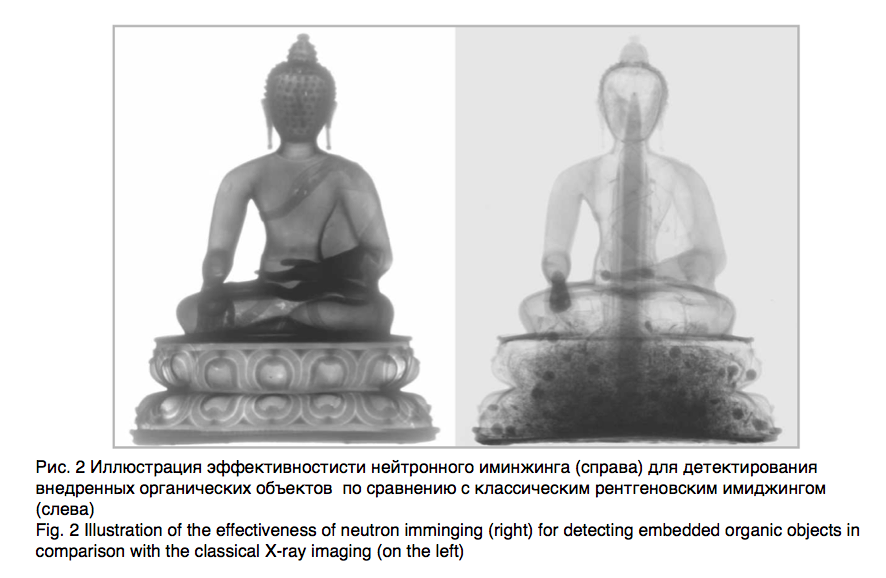 Рис. 2 Иллюстрация эффективностисти нейтронного иминжинга (справа) для детектирования
внедренных органических объектов по сравнению с классическим рентгеновским имиджингом
(слева)
Fig. 2 Illustration of the effectiveness of neutron imminging (right) for detecting embedded organic objects in
comparison with the classical X-ray imaging (on the left)